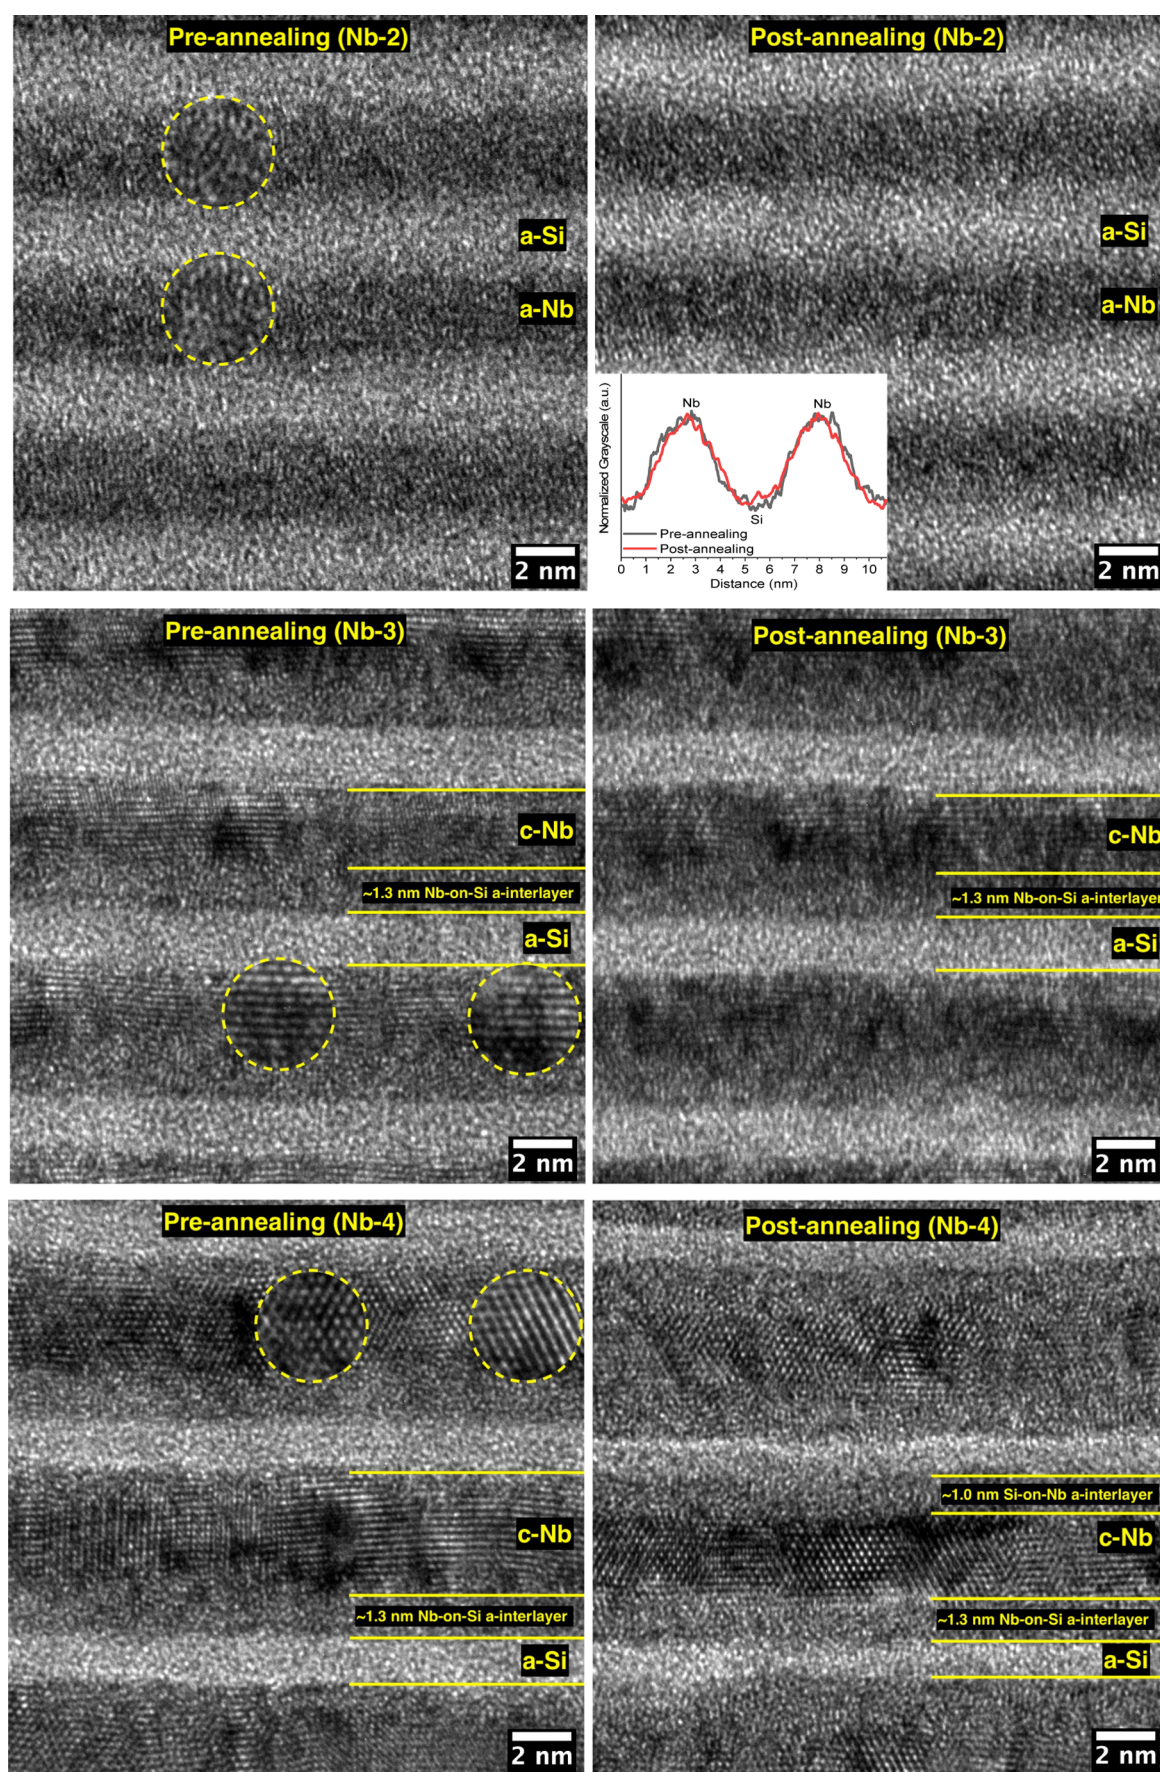 Pre-annealing (Nb-2)
a-Si
a-Nb
2 nm
Post-annealing (Nb-2)
a-Si
a-Nb
Normalized Grayscale (a.u.)
Nb
Nb
Si
Pre-annealing
Post-annealing
0 1 2 3 4 5 6 7 8 9 10
Distance (nm)
2 nm
Pre-annealing (Nb-3)
c-Nb
~1.3 nm Nb-on-Si a-interlayer
a-Si
2 nm
Post-annealing (Nb-3)
c-Nb
~1.3 nm Nb-on-Si a-interlayer
a-Si
2 nm
Pre-annealing (Nb-4)
c-Nb
~1.3 nm Nb-on-Si a-interlayer
a-Si
2 nm
Post-annealing (Nb-4)
~1.0 nm Si-on-Nb a-interlayer
c-Nb
~1.3 nm Nb-on-Si a-interlayer
a-Si
2 nm